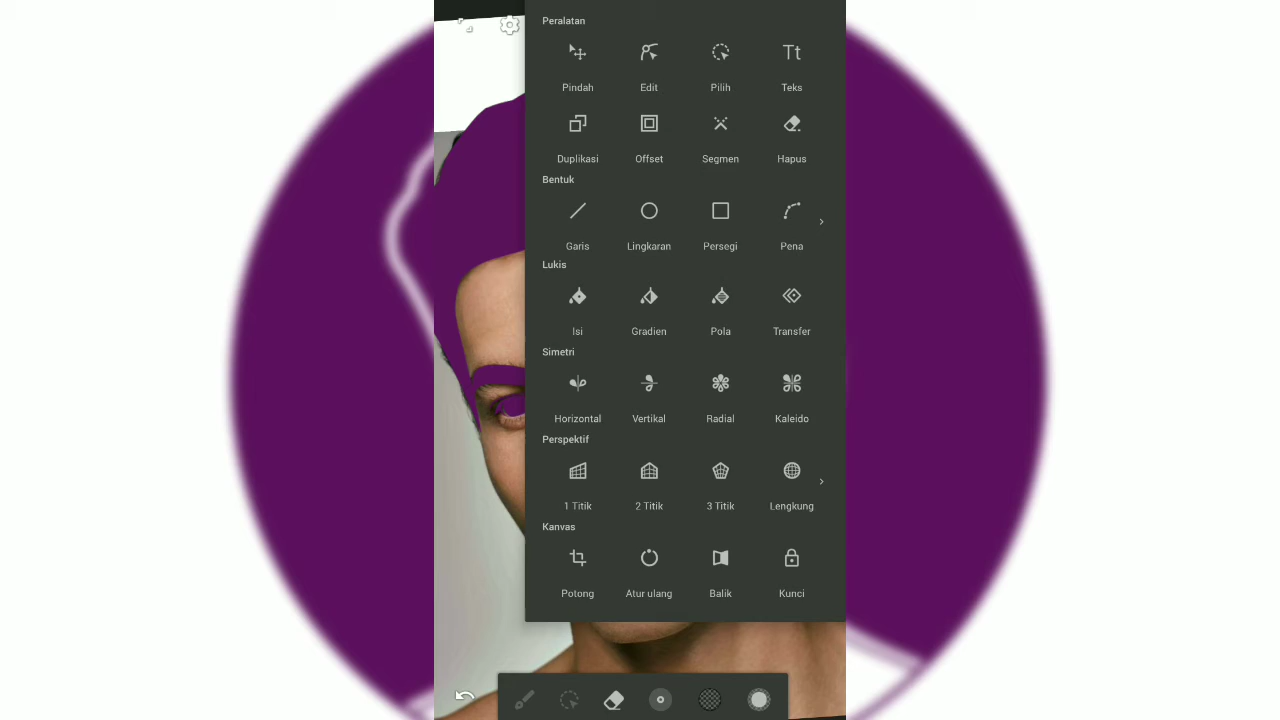 Peralatan
Pindah Edit Pilih Teks
Duplikasi Offset Segmen Hapus
Bentuk
Garis Lingkaran Persegi Pena
Lukis
Isi Gradien Pola Transfer
Simetri
Horizontal Vertikal Radial Kaleido
Perspektif
1 Titik 2 Titik 3 Titik Lengkung
Kanvas
Potong Atur ulang Balik Kunci